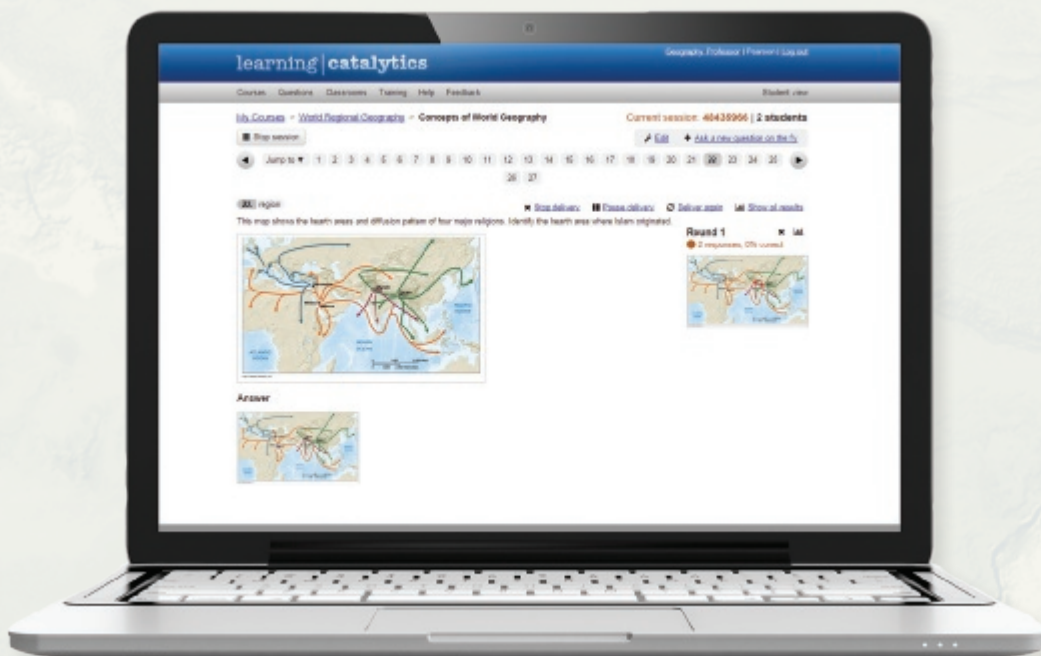 learning | catalytics
Geography, Professor | Pearson | Log out
Courses Questions Classrooms Training Help Feedback
Student view
My Courses Concepts of World Geography
World Regional Geography
Current session: 48438966 | 2 students
Stop session
Edit
Ask a new question on the fly
Jump to 1 2 3 4 5 6 7 8 9 10 11 12 13 14 15 16 17 18 19 20 21 22 23 24 25
26 27
22. region
Stop delivery Pause delivery Deliver again Show all results
This map shows the hearth areas and diffusion pattern of four major religions. Identify the hearth area where Islam originated.
Round 1
2 responses, 0% correct
ATLANTIC
OCEAN
Answer